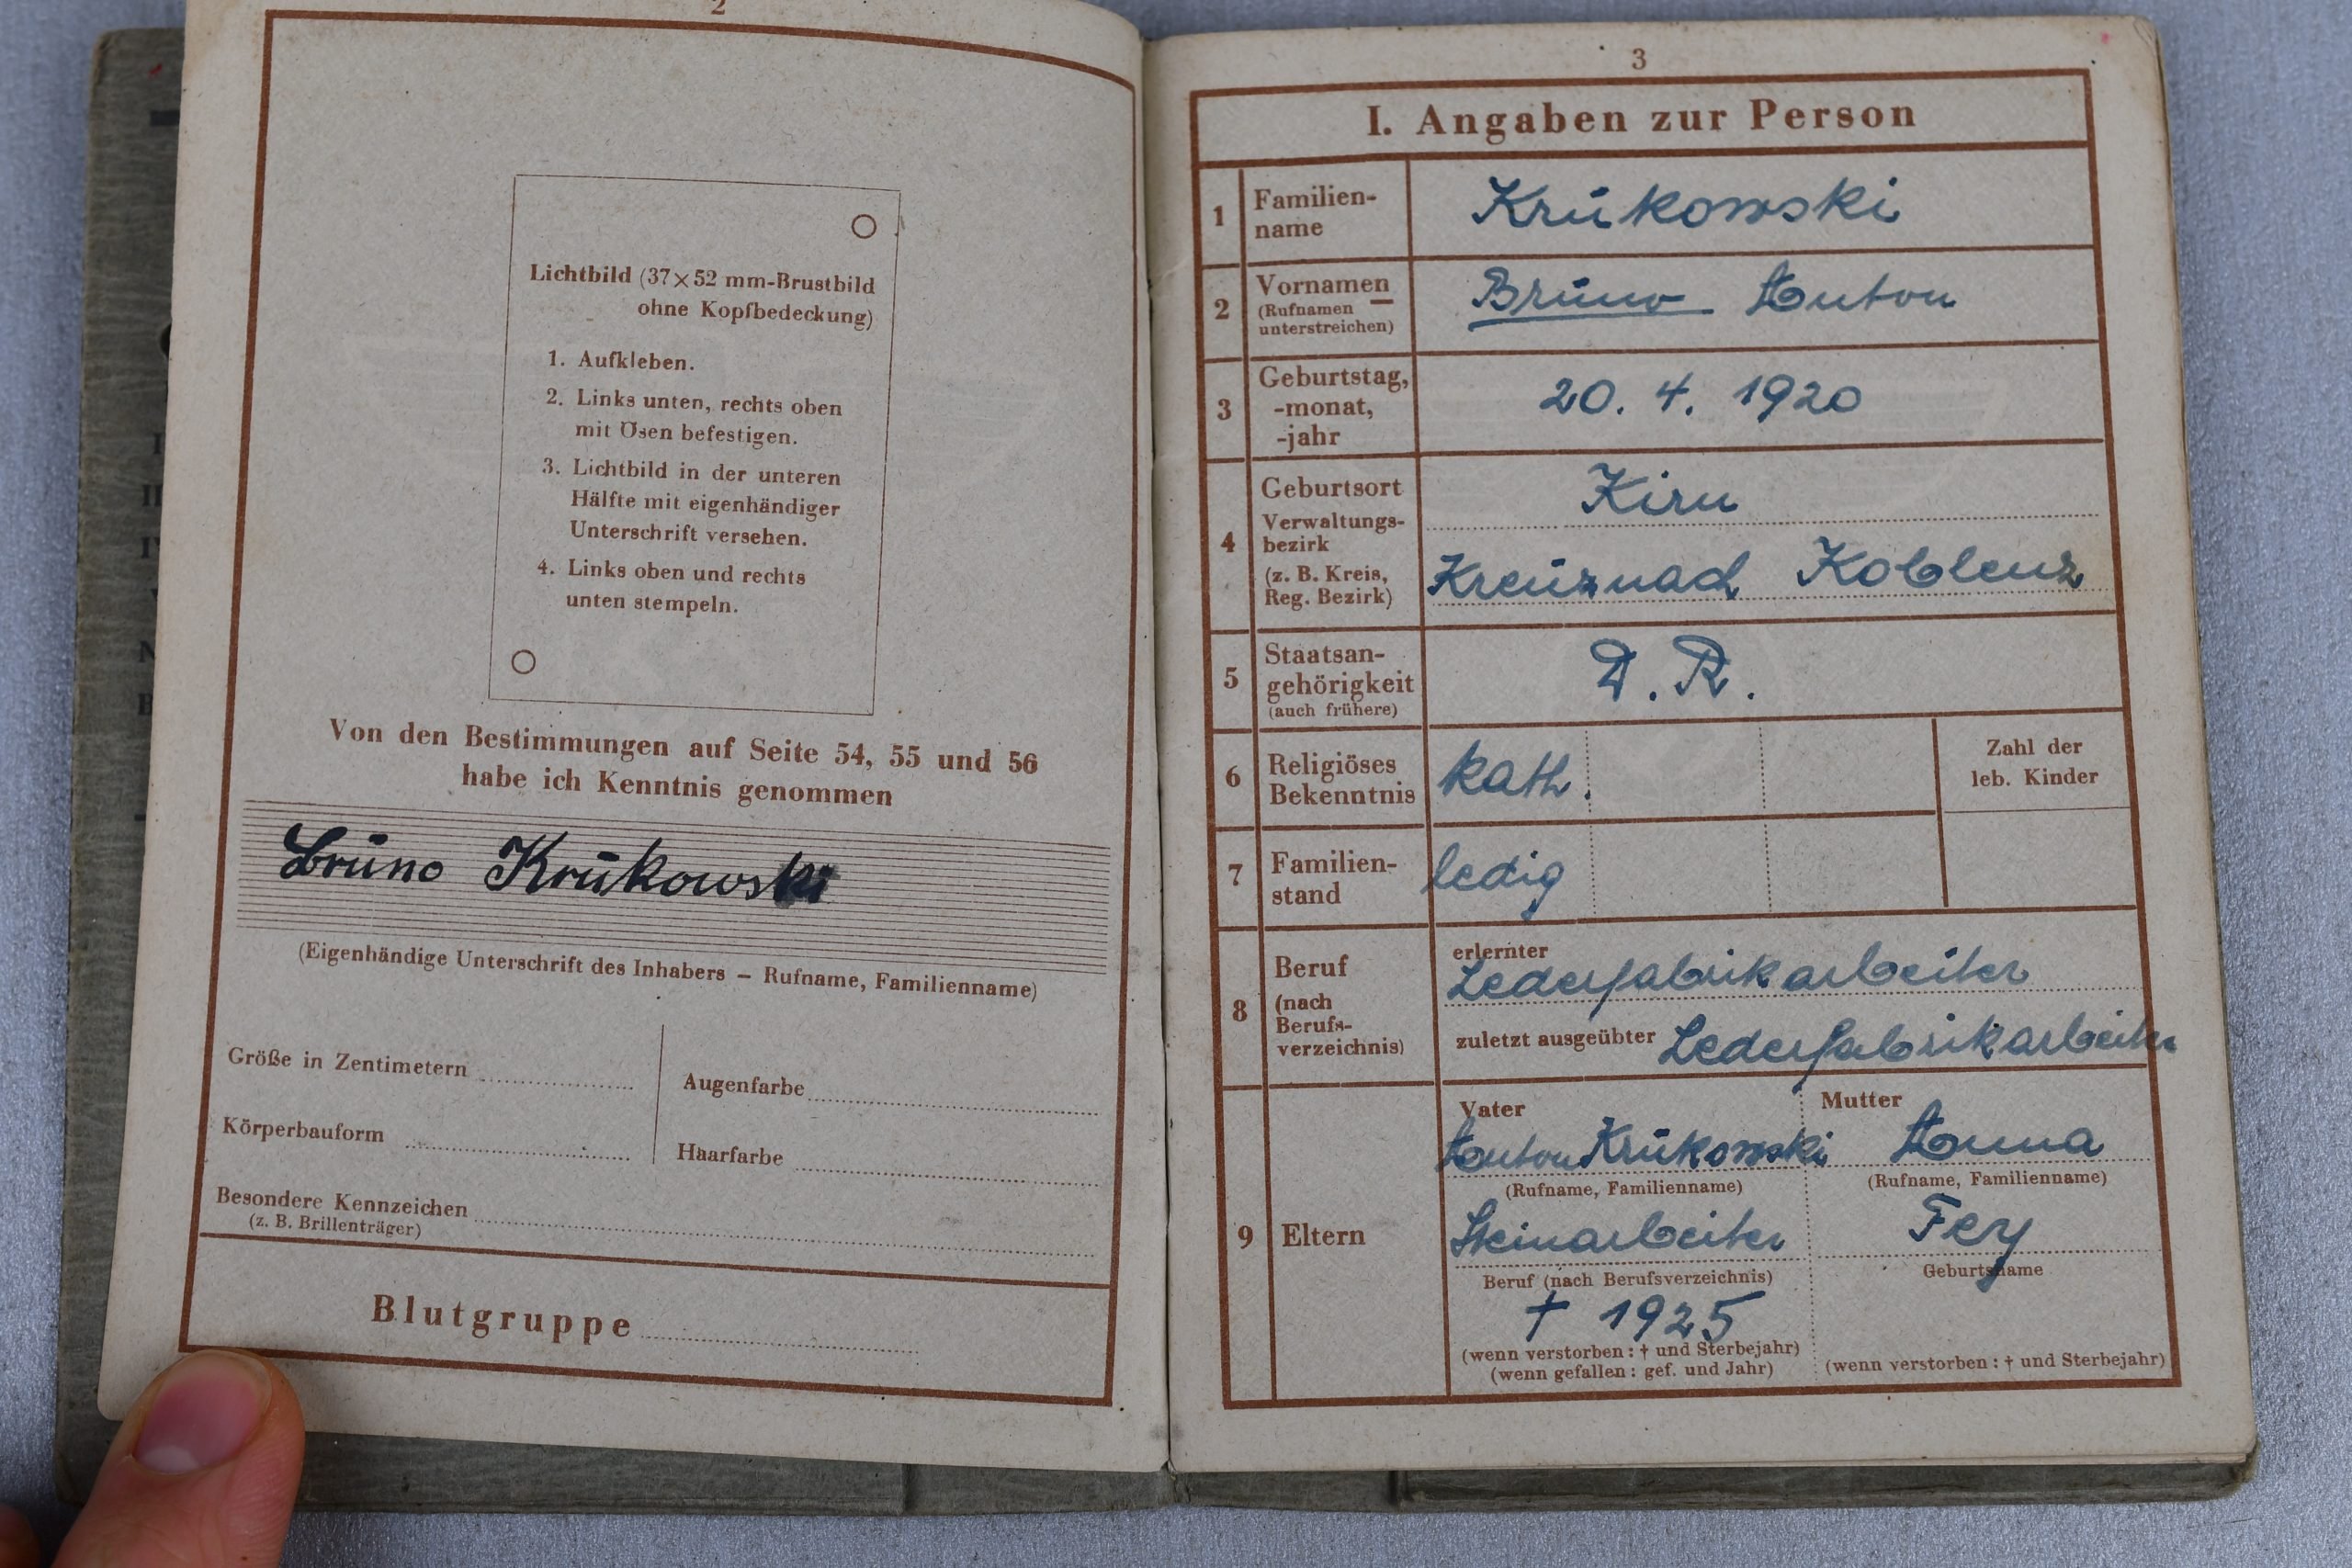 2
Lichtbild (37×52 mm-Brustbild
ohne Kopfbedeckung)
1. Aufkleben.
2. Links unten, rechts oben
mit Ösen befestigen.
3. Lichtbild in der unteren
Hälfte mit eigenhändiger
Unterschrift versehen.
4. Links oben und rechts
unten stempeln.
Von den Bestimmungen auf Seite 54, 55 und 56
habe ich Kenntnis genommen
Bruno Krukowski
(Eigenhändige Unterschrift des Inhabers – Rufname, Familienname)
Größe in Zentimetern
Augenfarbe
Körperbauform
Haarfarbe
Besondere Kennzeichen
(z. B. Brillenträger)
Blutgruppe
3
I. Angaben zur Person
1 Familien-
name
Krukowski
2 Vornamen
(Rufnamen
unterstreichen)
Bruno Anton
3 Geburtstag,
-monat,
-jahr
20. 4. 1920
4 Geburtsort
Verwaltungs-
bezirk
(z. B. Kreis,
Reg. Bezirk)
Kirn
Kreuznach Koblenz
5 Staatsan-
gehörigkeit
(auch frühere)
D. R.
6 Religiöses
Bekenntnis
kath.
Zahl der
leb. Kinder
7 Familien-
stand
ledig
8 Beruf
(nach
Berufs-
verzeichnis)
erlernter
Lederfabrikarbeiter
zuletzt ausgeübter Lederfabrikarbeiter
9 Eltern
Vater
Anton Krukowski
(Rufname, Familienname)
Steinarbeiter
Beruf (nach Berufsverzeichnis)
† 1925
(wenn verstorben: † und Sterbejahr)
(wenn gefallen: gef. und Jahr)
Mutter
Anna
(Rufname, Familienname)
Fey
Geburtsname
(wenn verstorben: † und Sterbejahr)